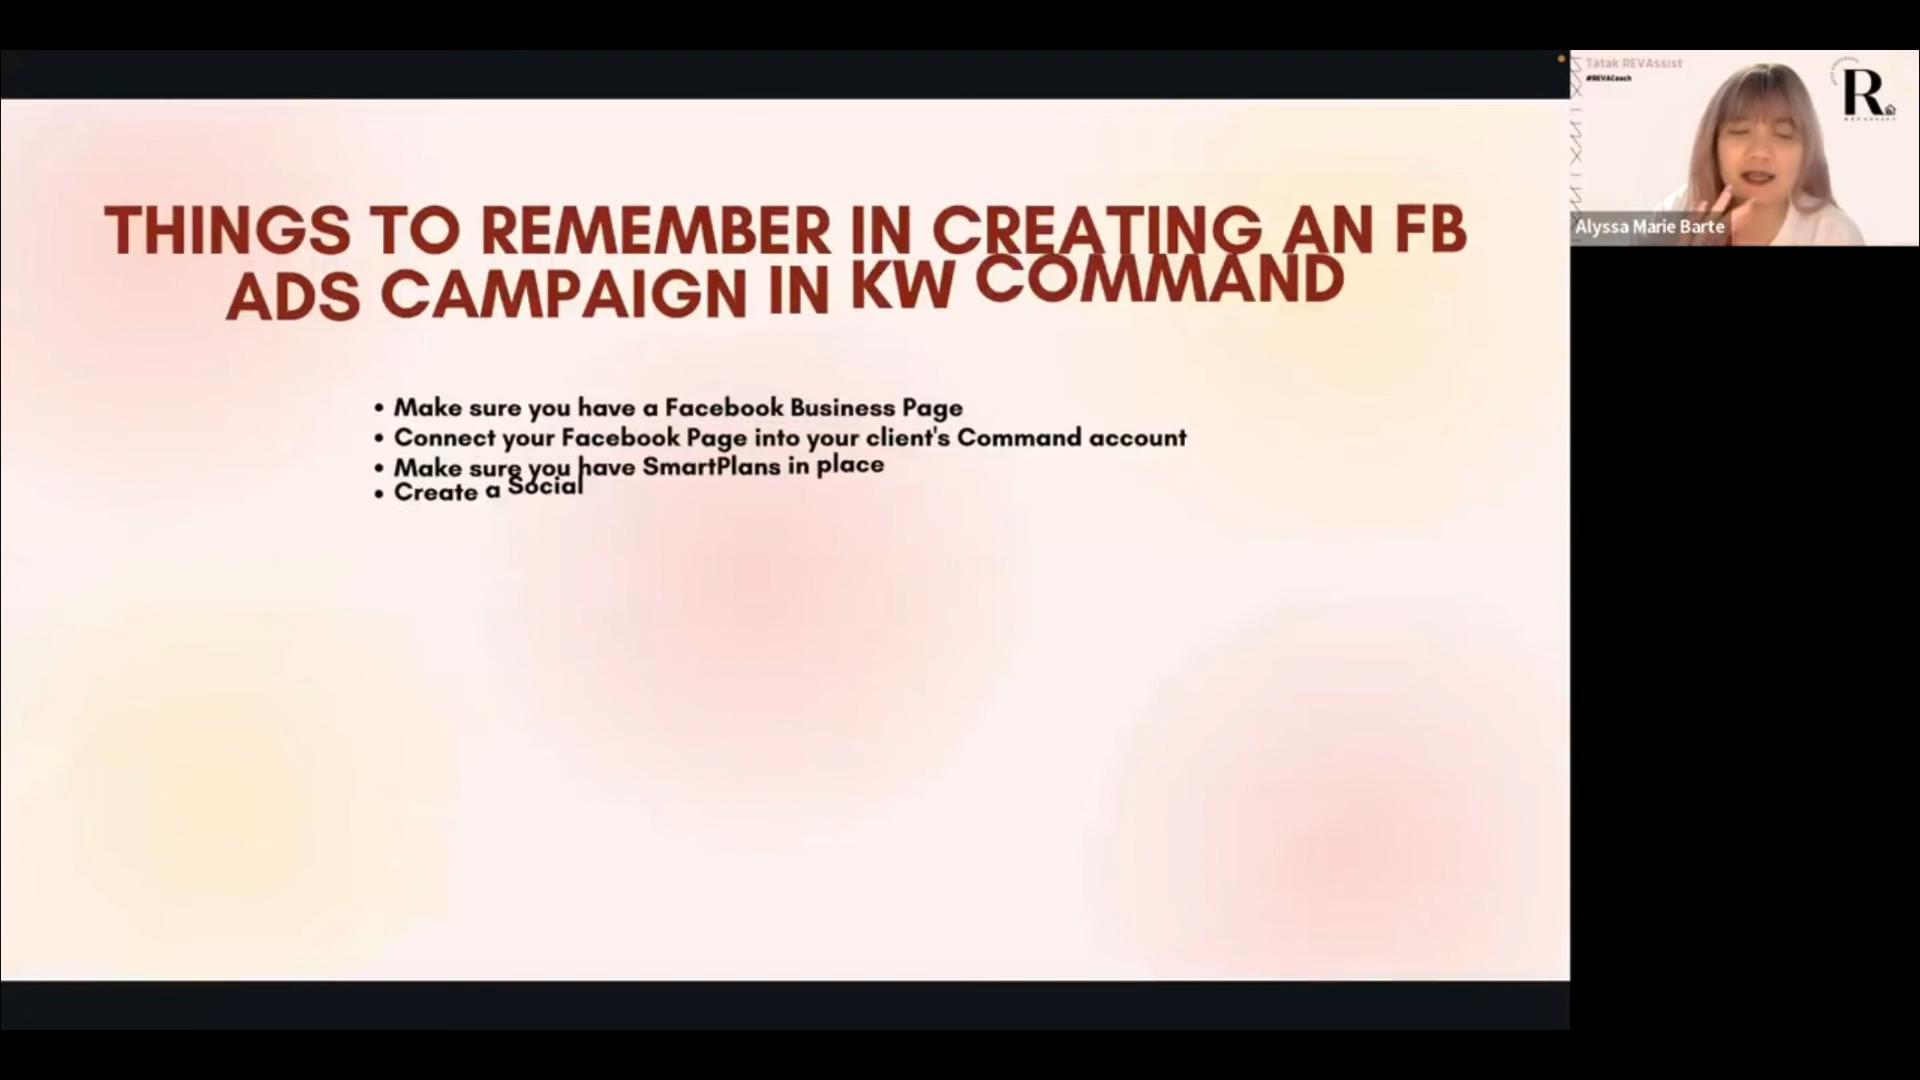 THINGS TO REMEMBER IN CREATING AN FB
ADS CAMPAIGN IN KW COMMAND
• Make sure you have a Facebook Business Page
• Connect your Facebook Page into your client's Command account
• Make sure you have SmartPlans in place
• Create a Social
Tatak REVAssist
#REVACoach
R
REVASSIST
Alyssa Marie Barte